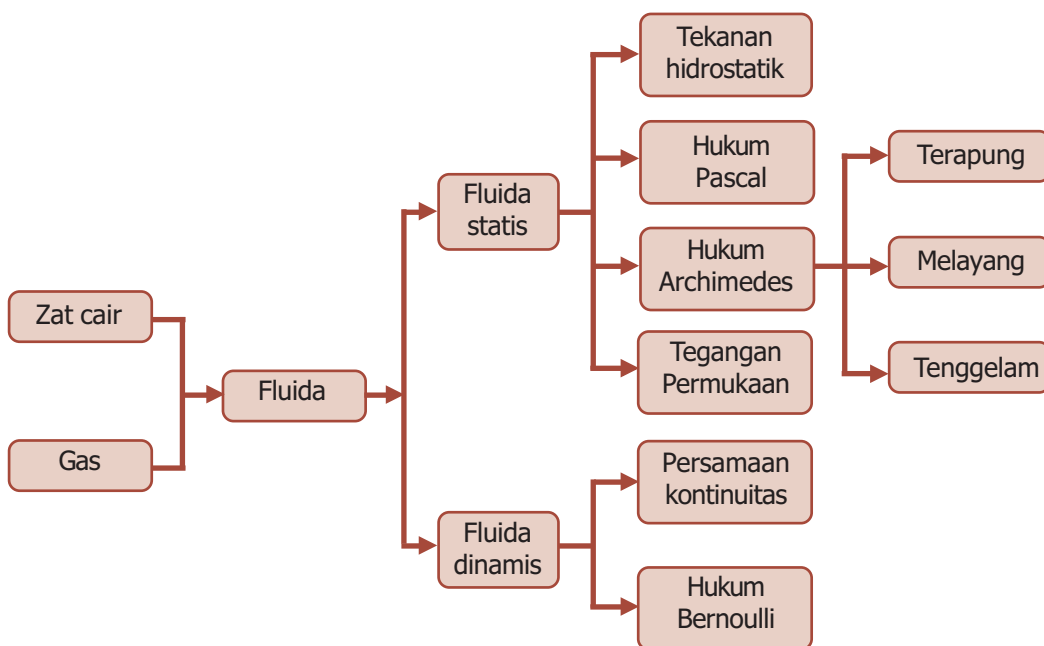 Zat cair
Gas
Fluida
Fluida
statis
Fluida
dinamis
Tekanan
hidrostatik
Hukum
Pascal
Hukum
Archimedes
Tegangan
Permukaan
Persamaan
kontinuitas
Hukum
Bernoulli
Terapung
Melayang
Tenggelam